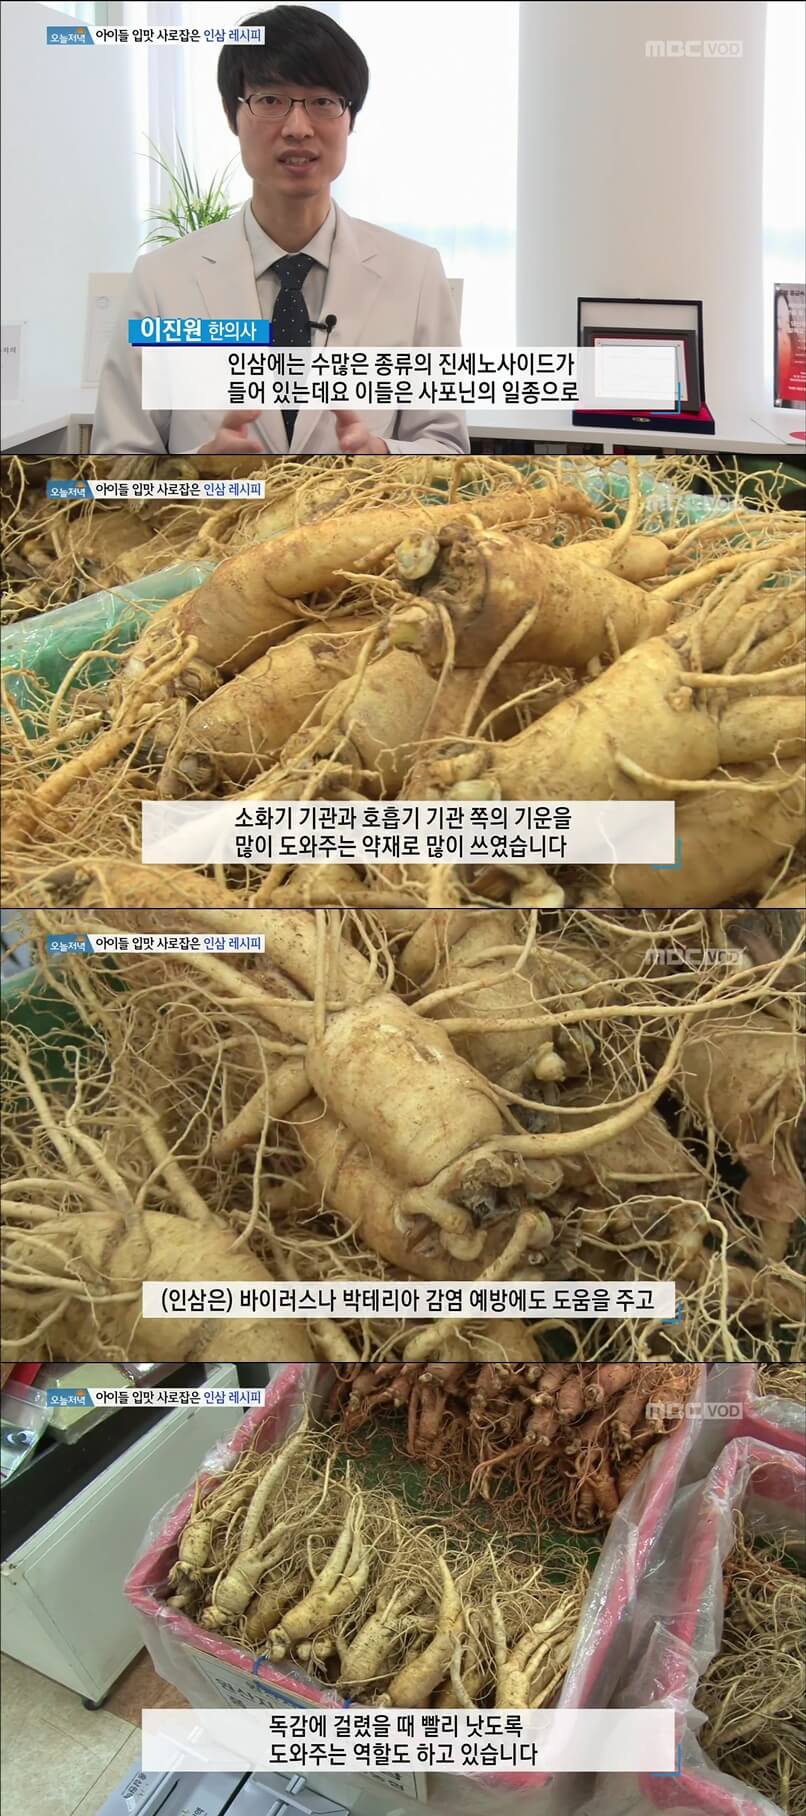 오늘저녁 아이들 입맛 사로잡은 인삼 레시피
MBC VOD
이진원 한의사
인삼에는 수많은 종류의 진세노사이드가
들어 있는데요 이들은 사포닌의 일종으로
오늘저녁 아이들 입맛 사로잡은 인삼 레시피
MBC VOD
소화기 기관과 호흡기 기관 쪽의 기운을
많이 도와주는 약재로 많이 쓰였습니다
오늘저녁 아이들 입맛 사로잡은 인삼 레시피
MBC VOD
(인삼은) 바이러스나 박테리아 감염 예방에도 도움을 주고
오늘저녁 아이들 입맛 사로잡은 인삼 레시피
MBC VOD
독감에 걸렸을 때 빨리 낫도록
도와주는 역할도 하고 있습니다